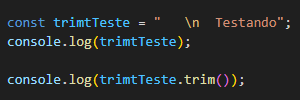 const trimtTeste = "   \n  Testando";
console.log(trimtTeste);
console.log(trimtTeste.trim());